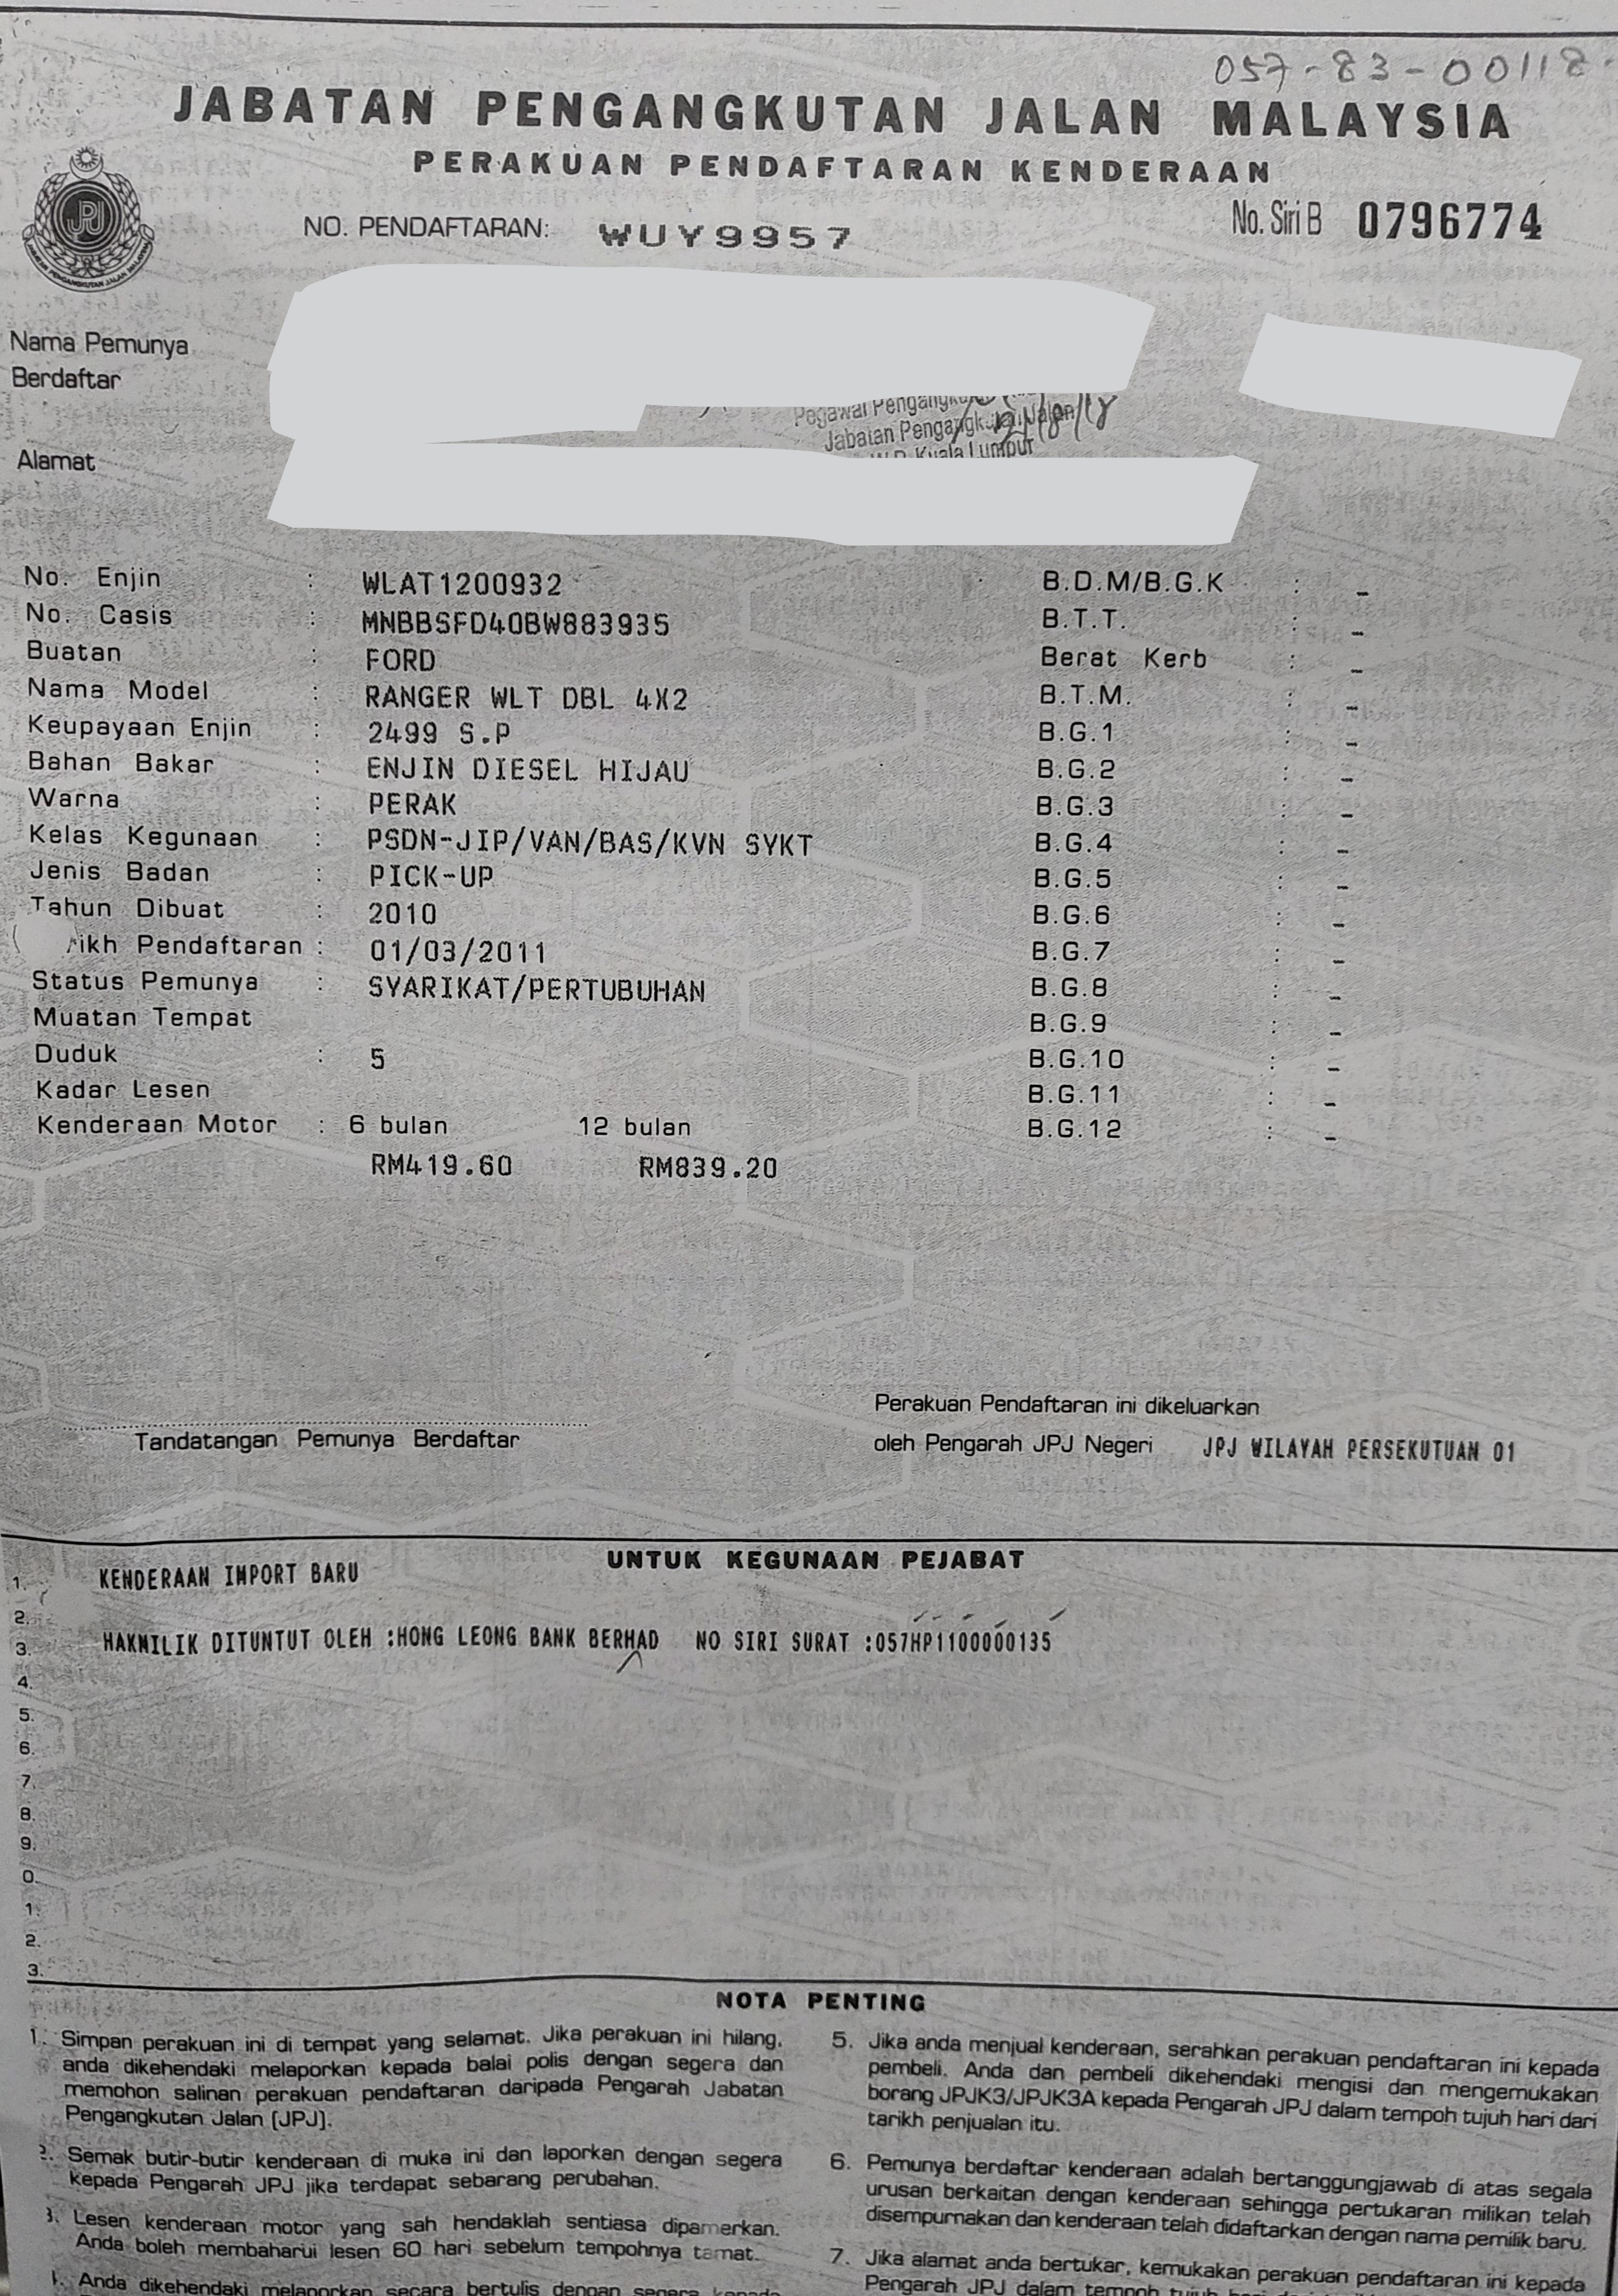 057-83-00118
JABATAN PENGANGKUTAN JALAN MALAYSIA
PERAKUAN PENDAFTARAN KENDERAAN
NO. PENDAFTARAN: WUY9957
No. Siri B 0796774
JPJ
Nama Pemunya
Berdaftar
Pegawai
Jabatan Pengangkutan Jalan
Kuala Lumpur
Alamat
No. Enjin : WLAT1200932
No. Casis : MNBBSFD40BW883935
Buatan : FORD
Nama Model : RANGER WLT DBL 4X2
Keupayaan Enjin : 2499 S.P
Bahan Bakar : ENJIN DIESEL HIJAU
Warna : PERAK
Kelas Kegunaan : PSDN-JIP/VAN/BAS/KVN SYKT
Jenis Badan : PICK-UP
Tahun Dibuat : 2010
rikh Pendaftaran : 01/03/2011
Status Pemunya : SYARIKAT/PERTUBUHAN
Muatan Tempat
Duduk : 5
Kadar Lesen
Kenderaan Motor : 6 bulan 12 bulan
RM419.60 RM839.20
B.D.M/B.G.K : -
B.T.T. : -
Berat Kerb : -
B.T.M. : -
B.G.1 : -
B.G.2 : -
B.G.3 : -
B.G.4 : -
B.G.5 : -
B.G.6 : -
B.G.7 : -
B.G.8 : -
B.G.9 : -
B.G.10 : -
B.G.11 : -
B.G.12 : -
Tandatangan Pemunya Berdaftar
Perakuan Pendaftaran ini dikeluarkan
oleh Pengarah JPJ Negeri JPJ WILAYAH PERSEKUTUAN 01
UNTUK KEGUNAAN PEJABAT
1. KENDERAAN IMPORT BARU
2.
3. HAKMILIK DITUNTUT OLEH :HONG LEONG BANK BERHAD NO SIRI SURAT :057HP1100000135
4.
5.
6.
7.
8.
9.
0.
1.
2.
3.
NOTA PENTING
1. Simpan perakuan ini di tempat yang selamat. Jika perakuan ini hilang,
anda dikehendaki melaporkan kepada balai polis dengan segera dan
memohon salinan perakuan pendaftaran daripada Pengarah Jabatan
Pengangkutan Jalan (JPJ).
2. Semak butir-butir kenderaan di muka ini dan laporkan dengan segera
kepada Pengarah JPJ jika terdapat sebarang perubahan.
3. Lesen kenderaan motor yang sah hendaklah sentiasa dipamerkan.
Anda boleh membaharui lesen 60 hari sebelum tempohnya tamat.
Anda dikehendaki melaporkan secara bertulis dengan segera kepada
5. Jika anda menjual kenderaan, serahkan perakuan pendaftaran ini kepada
pembeli. Anda dan pembeli dikehendaki mengisi dan mengemukakan
borang JPJK3/JPJK3A kepada Pengarah JPJ dalam tempoh tujuh hari dari
tarikh penjualan itu.
6. Pemunya berdaftar kenderaan adalah bertanggungjawab di atas segala
urusan berkaitan dengan kenderaan sehingga pertukaran milikan telah
disempurnakan dan kenderaan telah didaftarkan dengan nama pemilik baru.
7. Jika alamat anda bertukar, kemukakan perakuan pendaftaran ini kepada
Pengarah JPJ dalam tempoh tujuh hari